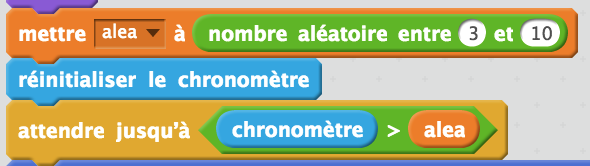 mettre alea à nombre aléatoire entre 3 et 10
réinitialiser le chronomètre
attendre jusqu'à chronomètre > alea